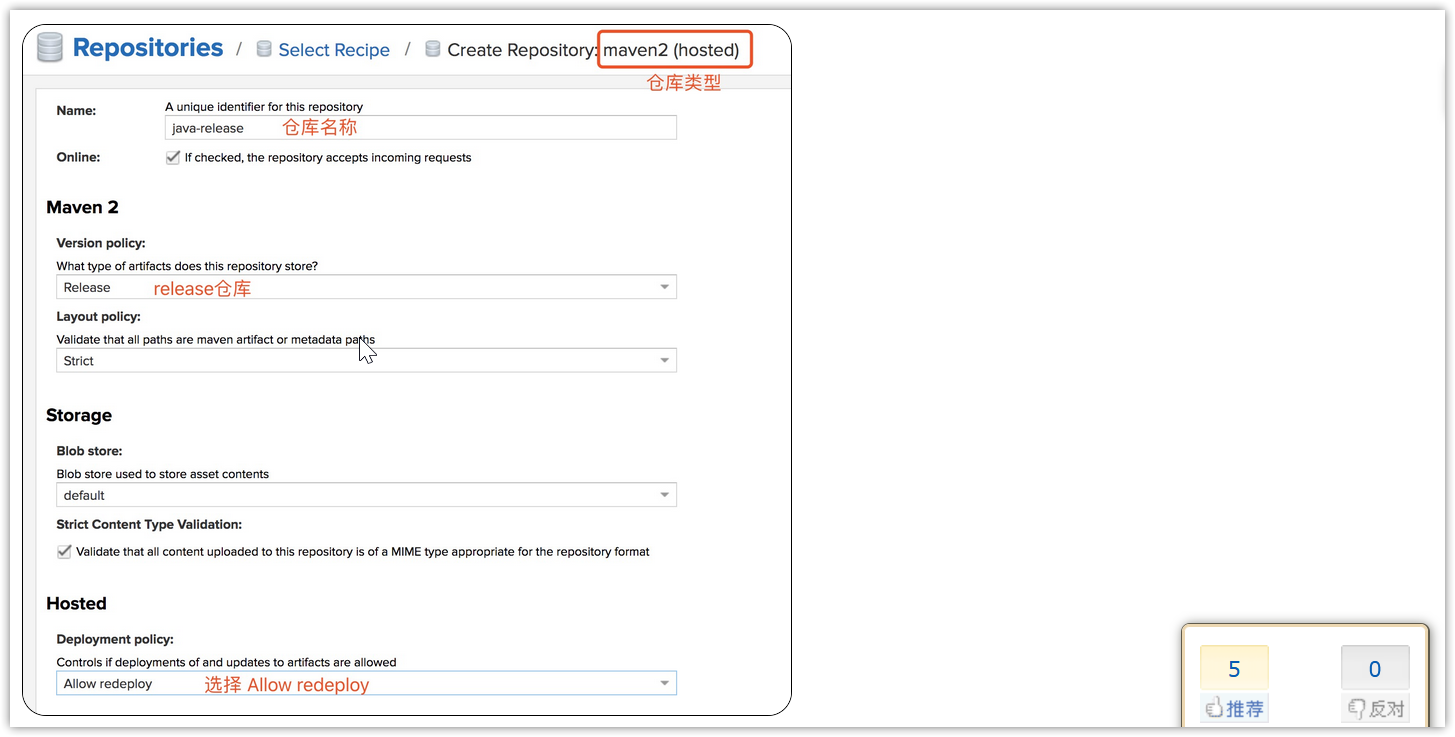 Repositories / Select Recipe / Create Repository: maven2 (hosted)
仓库类型
Name:
A unique identifier for this repository
java-release 仓库名称
Online:
If checked, the repository accepts incoming requests
Maven 2
Version policy:
What type of artifacts does this repository store?
Release release仓库
Layout policy:
Validate that all paths are maven artifact or metadata paths
Strict
Storage
Blob store:
Blob store used to store asset contents
default
Strict Content Type Validation:
Validate that all content uploaded to this repository is of a MIME type appropriate for the repository format
Hosted
Deployment policy:
Controls if deployments of and updates to artifacts are allowed
Allow redeploy 选择 Allow redeploy
5 0
推荐 反对